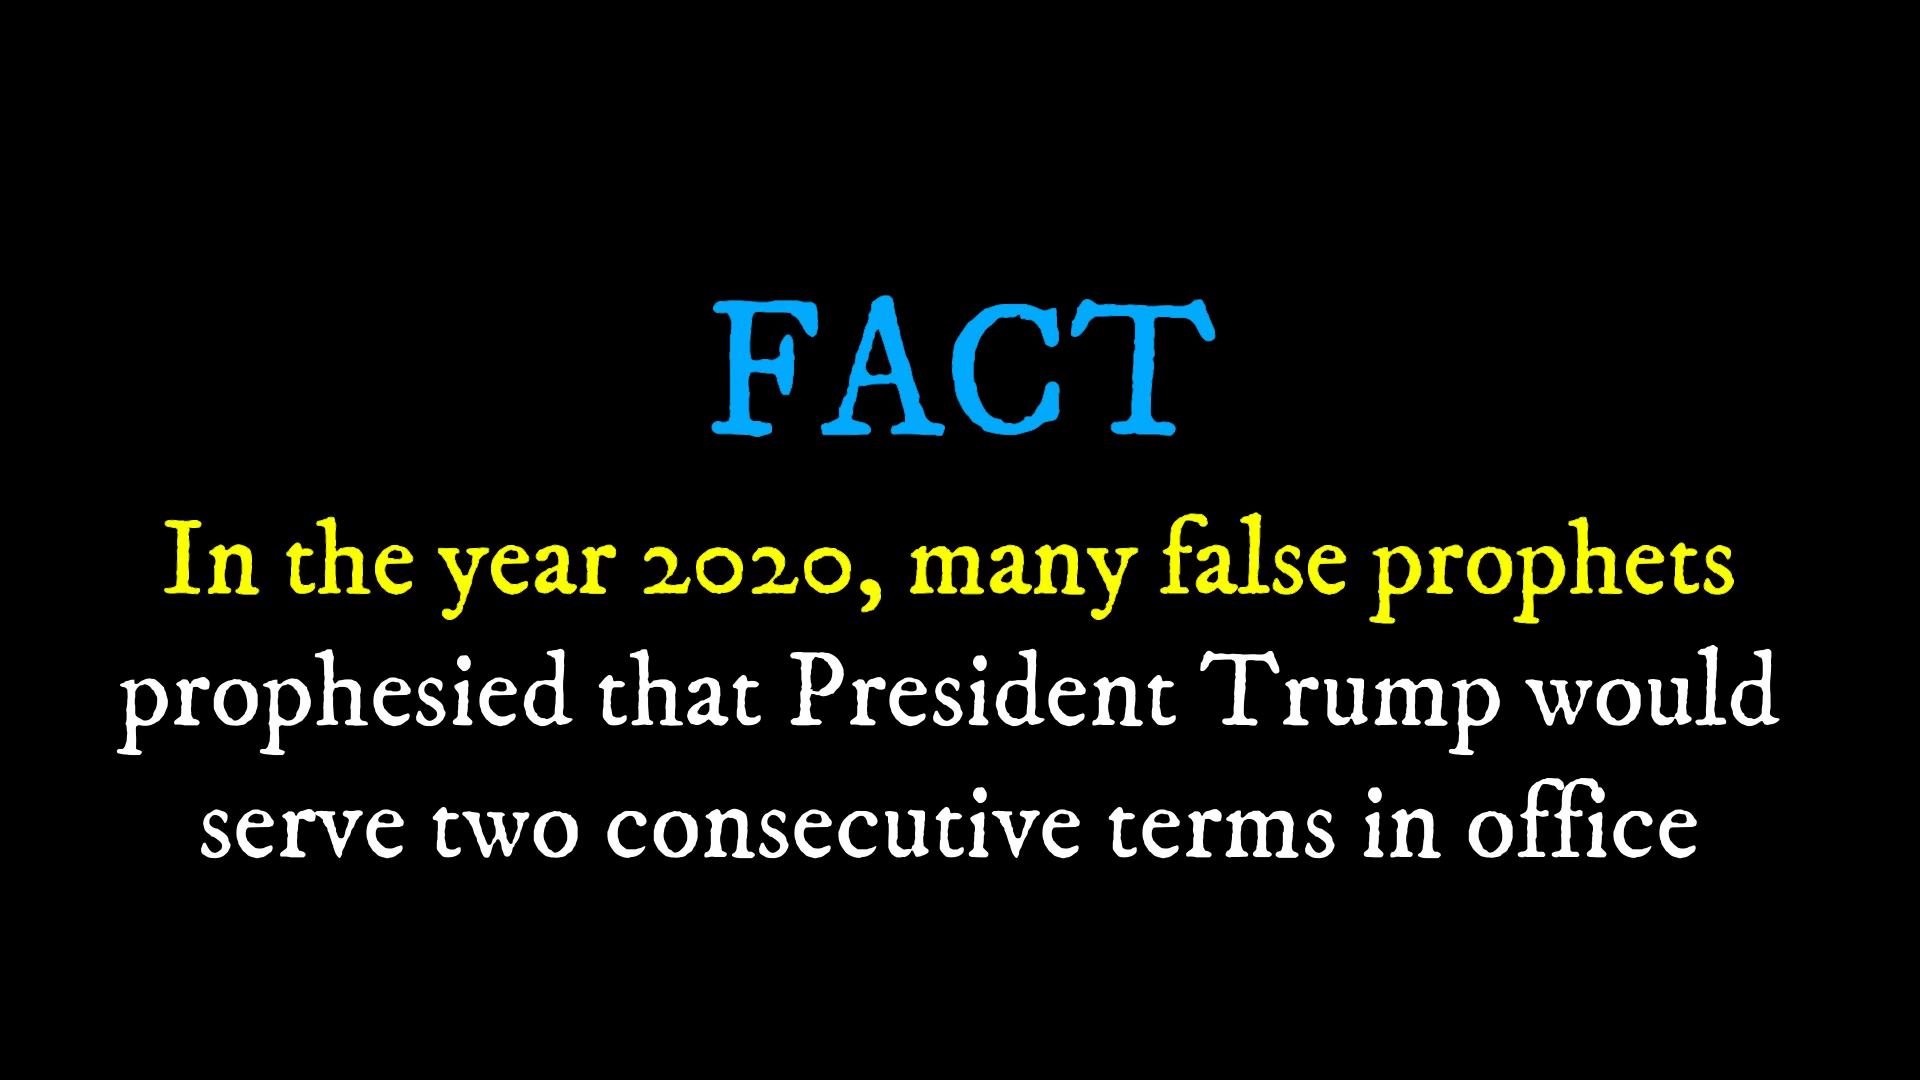 FACT
In the year 2020, many false prophets
prophesied that President Trump would
serve two consecutive terms in office